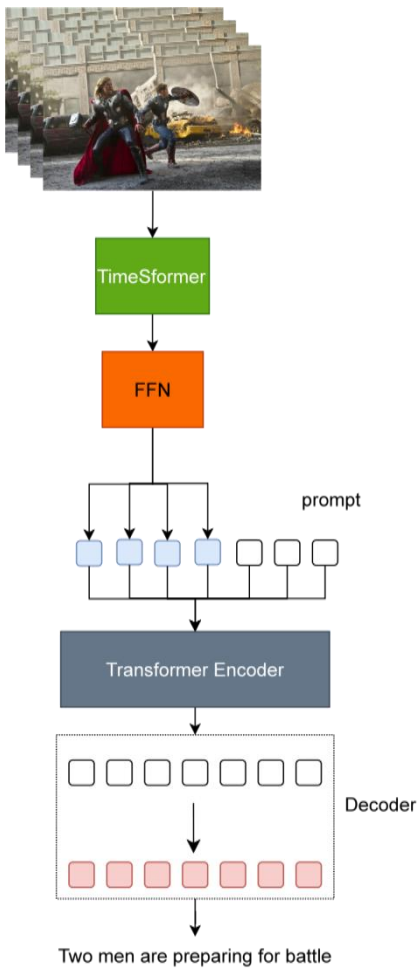 TimeSformer
FFN
prompt
Transformer Encoder
Decoder
Two men are preparing for battle